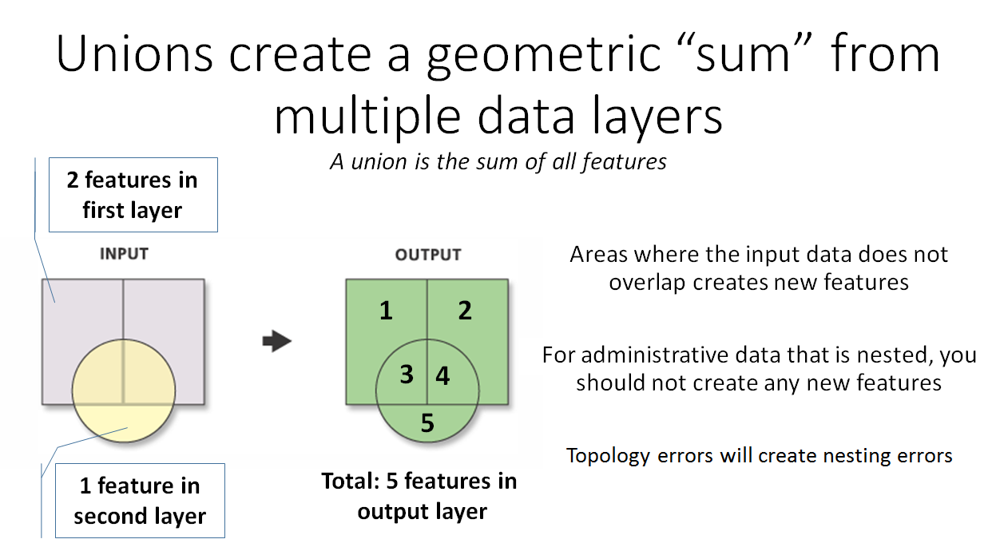 Unions create a geometric “sum” from
multiple data layers
A union is the sum of all features
2 features in
first layer
INPUT
OUTPUT
1
2
3
4
5
1 feature in
second layer
Total: 5 features in
output layer
Areas where the input data does not
overlap creates new features
For administrative data that is nested, you
should not create any new features
Topology errors will create nesting errors